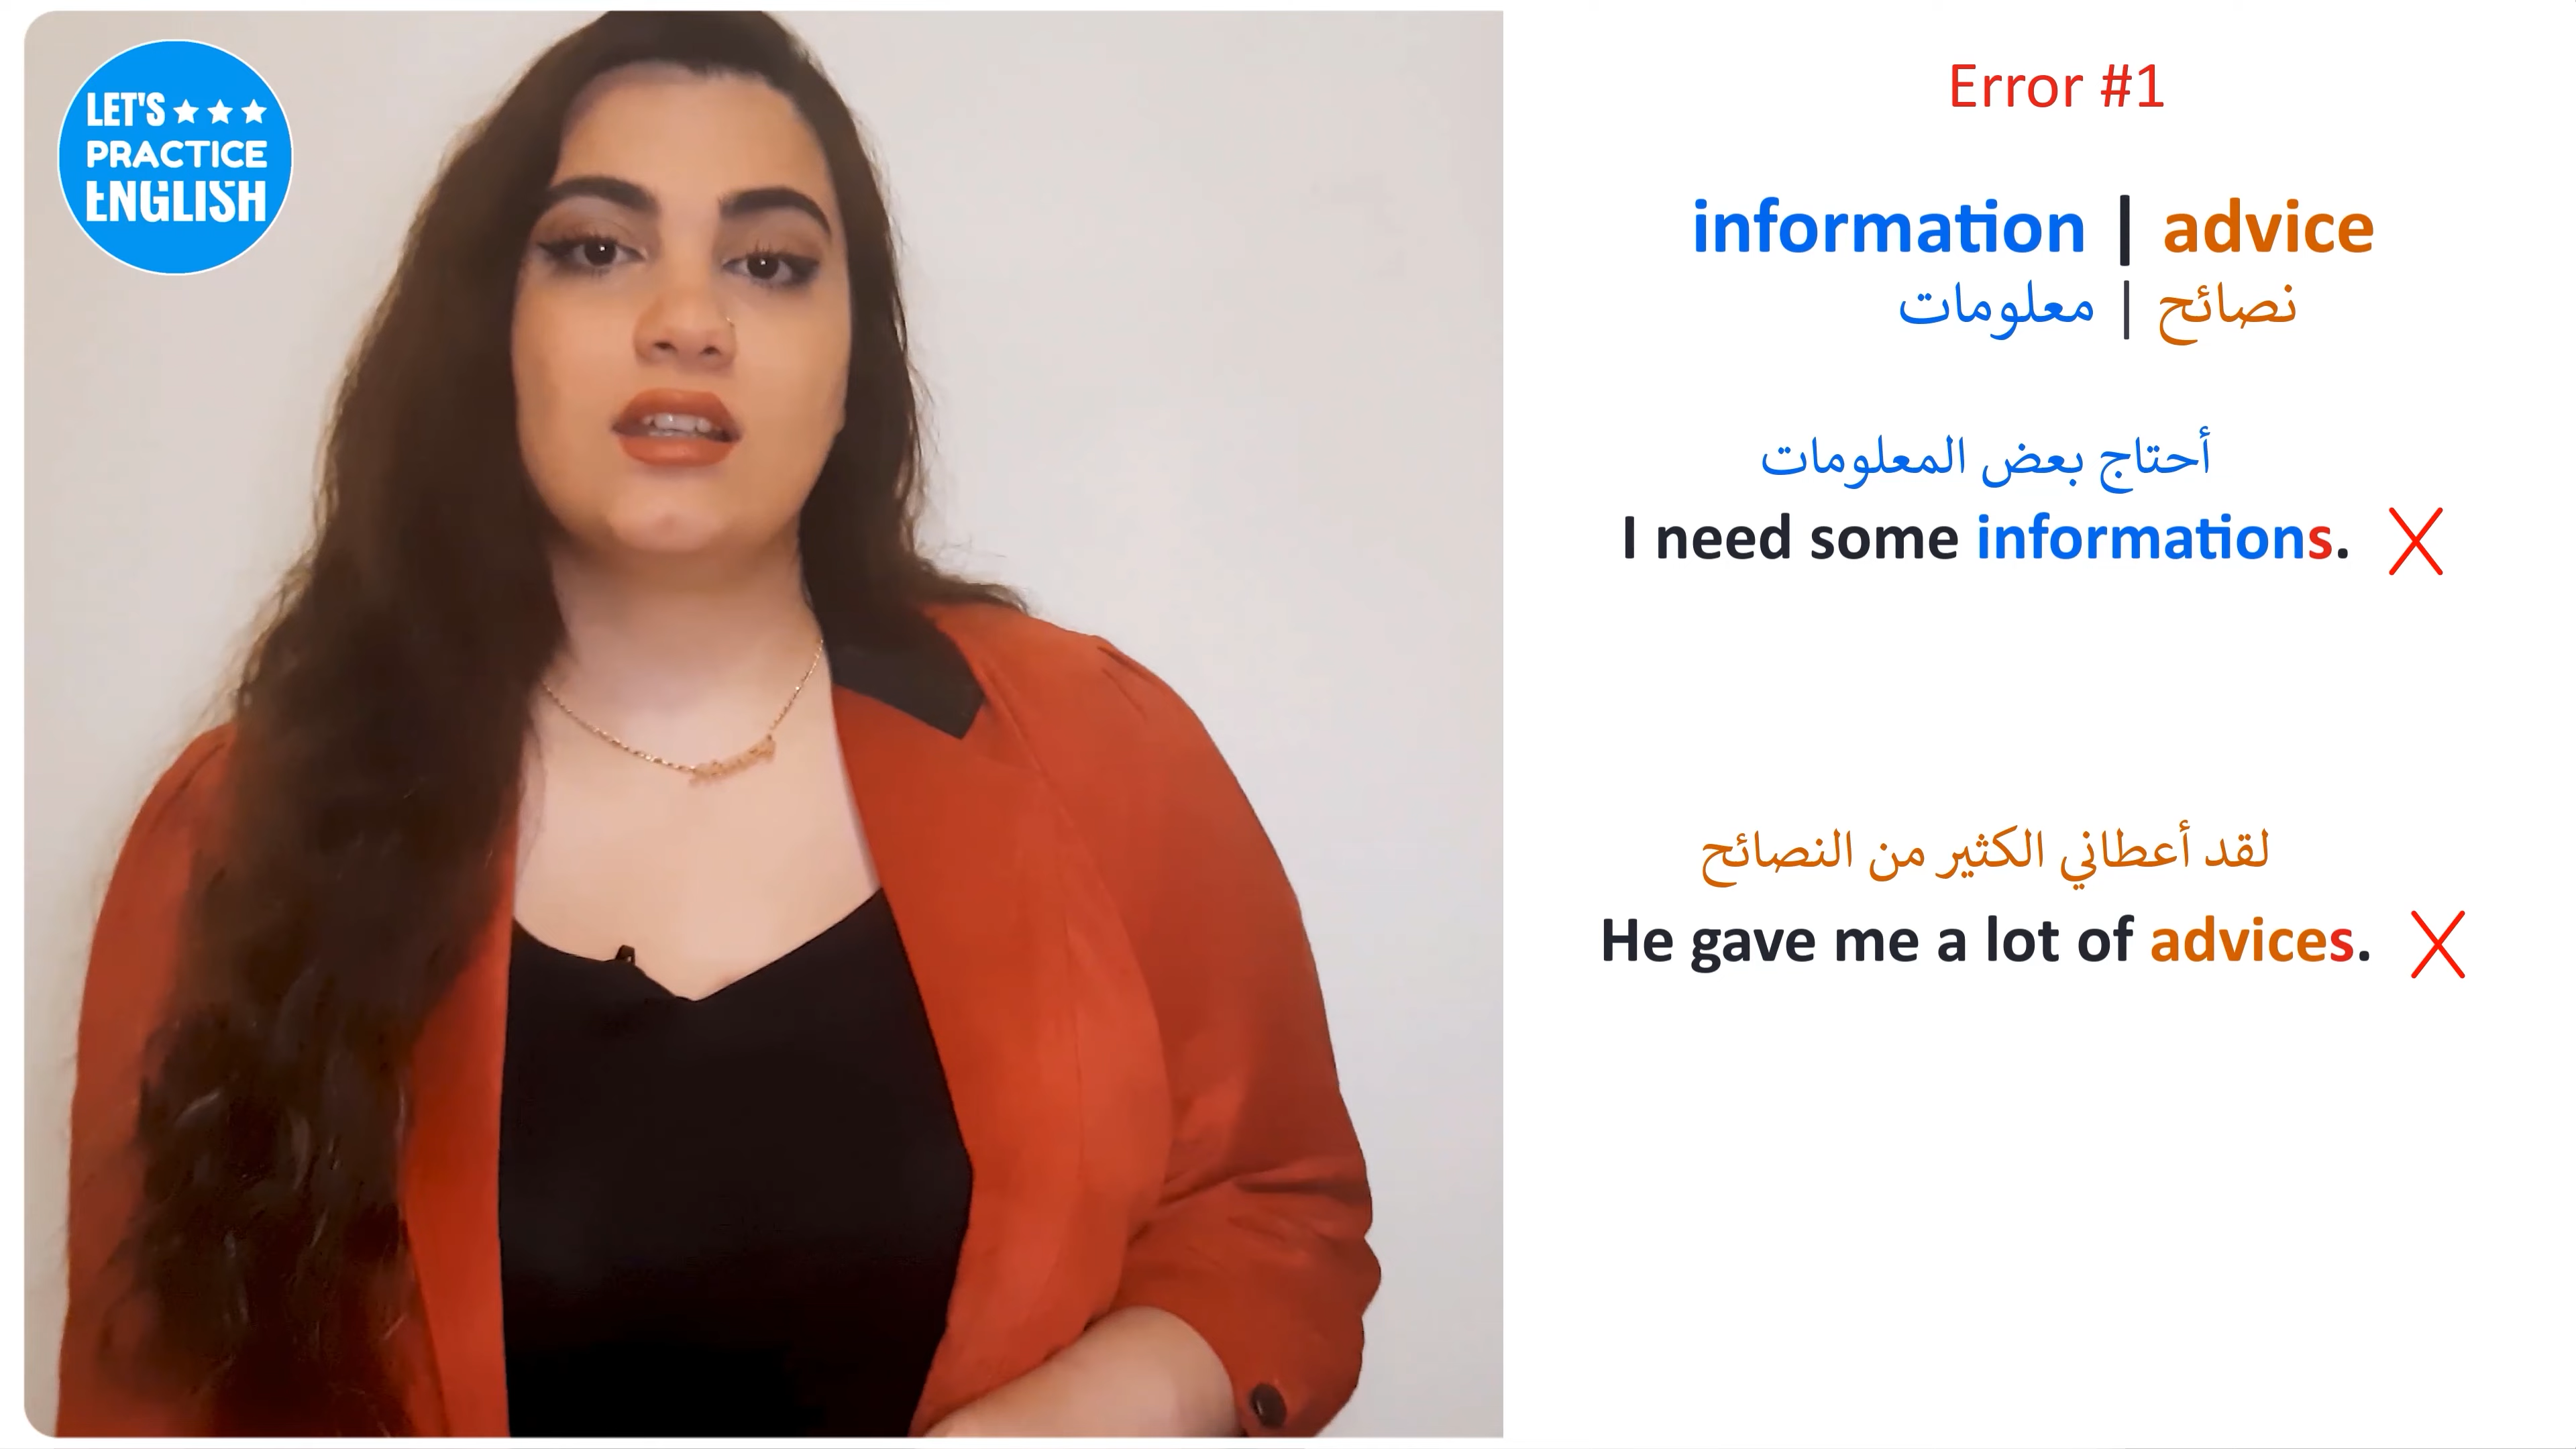 LET'S
PRACTICE
ENGLISH
Error #1
information | advice
معلومات | نصائح
أحتاج بعض المعلومات
I need some informations. X
لقد أعطاني الكثير من النصائح
He gave me a lot of advices. X